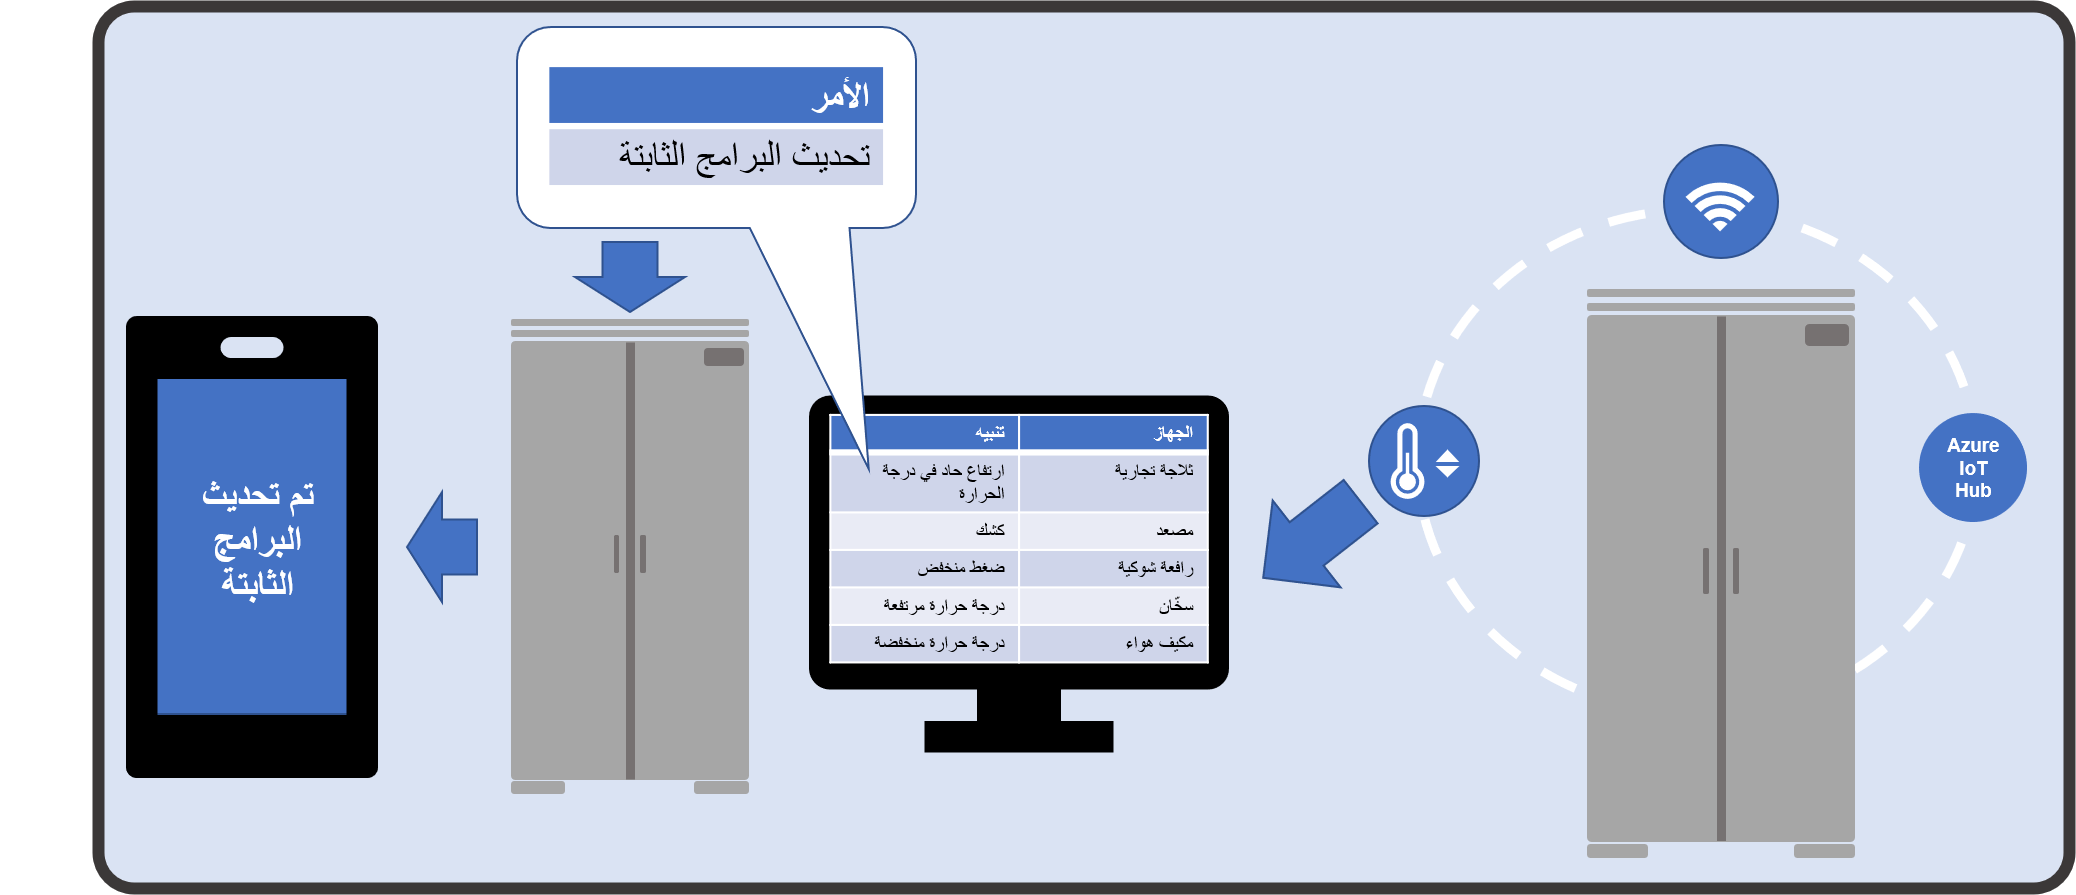 الأمر
تحديث البرامج الثابتة
Azure
IoT
Hub
الجهاز تنبيه
ثلاجة تجارية ارتفاع حاد في درجة
الحرارة
مصعد كشك
رافعة شوكية ضغط منخفض
سخّان درجة حرارة مرتفعة
مكيف هواء درجة حرارة منخفضة
تم تحديث
البرامج
الثابتة